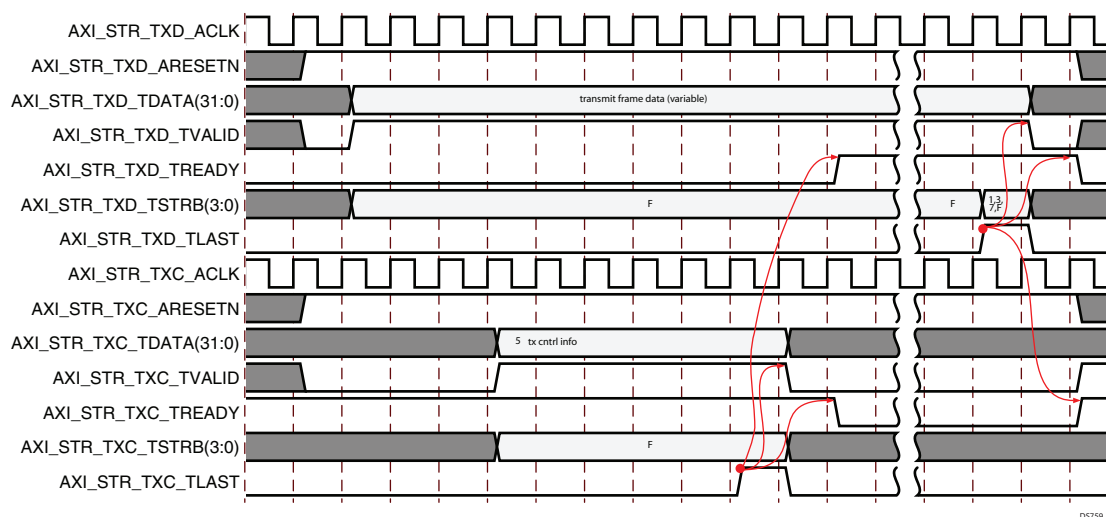 AXI_STR_TXD_ACLK
AXI_STR_TXD_ARESETN
AXI_STR_TXD_TDATA(31:0)
transmit frame data (variable)
AXI_STR_TXD_TVALID
AXI_STR_TXD_TREADY
AXI_STR_TXD_TSTRB(3:0)
F
F
1,3,
7,F
AXI_STR_TXD_TLAST
AXI_STR_TXC_ACLK
AXI_STR_TXC_ARESETN
AXI_STR_TXC_TDATA(31:0)
5 tx cntrl info
AXI_STR_TXC_TVALID
AXI_STR_TXC_TREADY
AXI_STR_TXC_TSTRB(3:0)
F
AXI_STR_TXC_TLAST
DS759